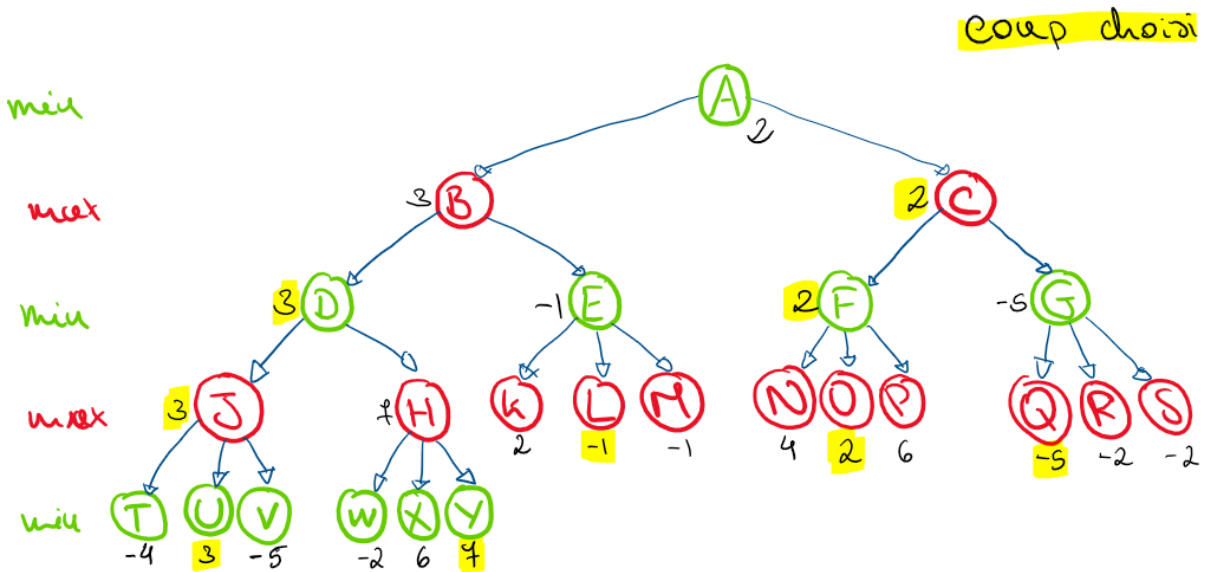 coup choisi
min A
2
max 3 B 2 C
min 3 D -1 E 2 F -5 G
max 3 J 7 H K L M N O P Q R S
2 -1 -1 4 2 6 -5 -2 -2
min T U V W X Y
-4 3 -5 -2 6 7